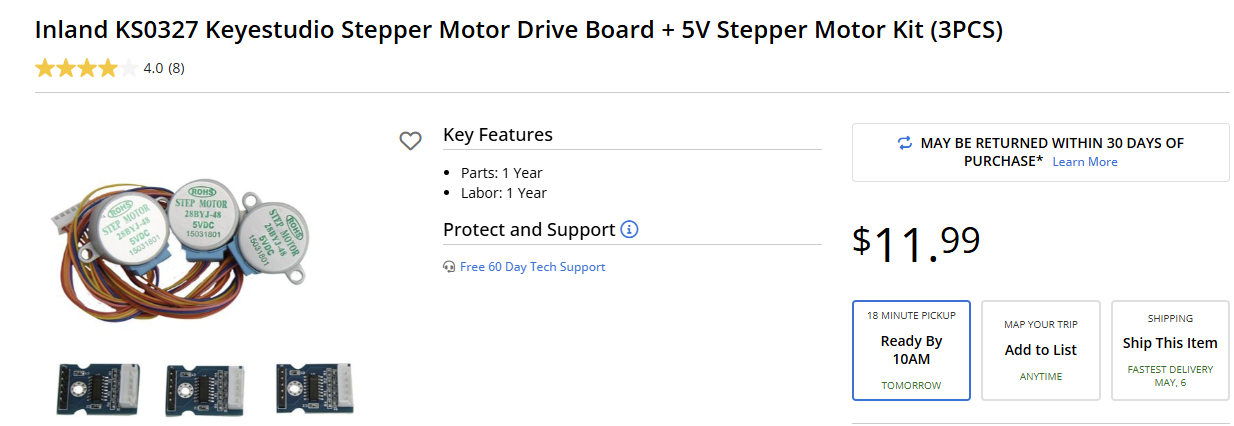 Inland KS0327 Keyestudio Stepper Motor Drive Board + 5V Stepper Motor Kit (3PCS)
4.0 (8)
Key Features
Parts: 1 Year
Labor: 1 Year
Protect and Support
Free 60 Day Tech Support
MAY BE RETURNED WITHIN 30 DAYS OF
PURCHASE* Learn More
$11.99
18 MINUTE PICKUP
Ready By
10AM
TOMORROW
MAP YOUR TRIP
Add to List
ANYTIME
SHIPPING
Ship This Item
FASTEST DELIVERY
MAY, 6
ROHS
STEP MOTOR
28BYJ-48
5VDC
15031801
ROHS
STEP MOTOR
28BYJ-48
5VDC
15031801
ROHS
STEP MOTOR
28BYJ-48
5VDC
15031801